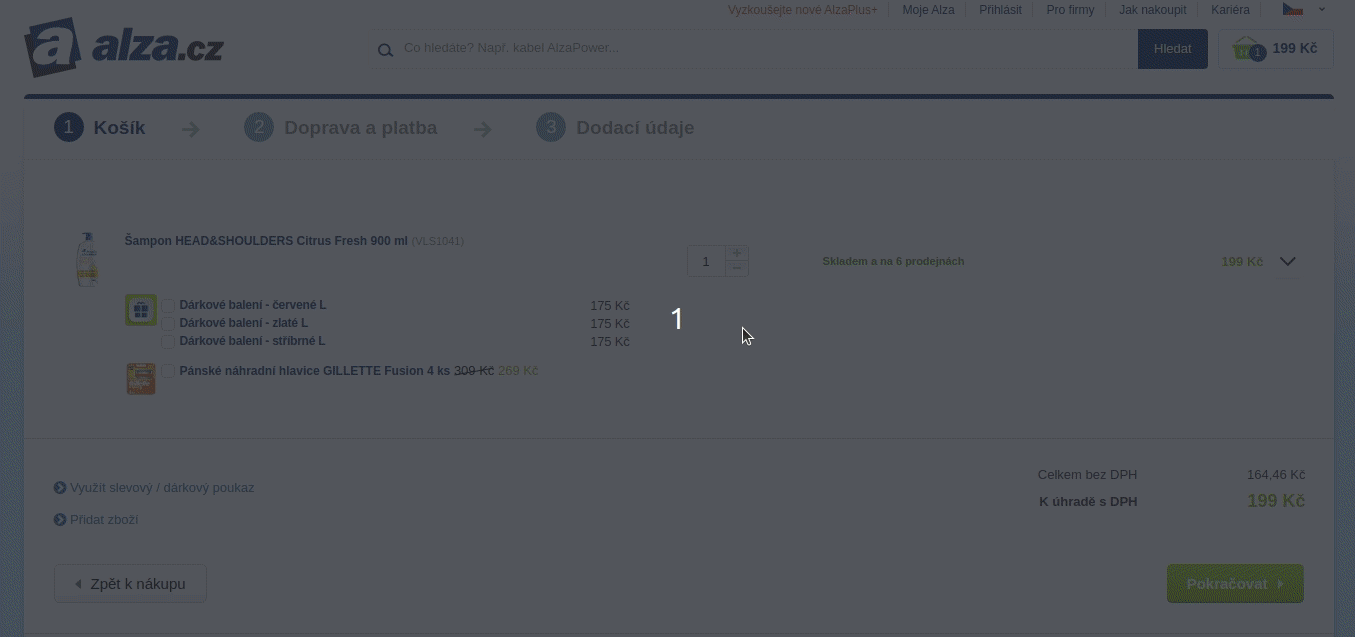 Vyzkoušejte nové AlzaPlus+ Moje Alza Přihlásit Pro firmy Jak nakoupit Kariéra
alza.cz
Co hledáte? Např. kabel AlzaPower...
Hledat
1 199 Kč
1 Košík
2 Doprava a platba
3 Dodací údaje
Šampon HEAD&SHOULDERS Citrus Fresh 900 ml (VLS1041)
1
Skladem a na 6 prodejnách
199 Kč
Dárkové balení - červené L 175 Kč
Dárkové balení - zlaté L 175 Kč
Dárkové balení - stříbrné L 175 Kč
1
Pánské náhradní hlavice GILLETTE Fusion 4 ks 309 Kč 269 Kč
Celkem bez DPH 164,46 Kč
Využít slevový / dárkový poukaz
K úhradě s DPH 199 Kč
Přidat zboží
Zpět k nákupu
Pokračovat